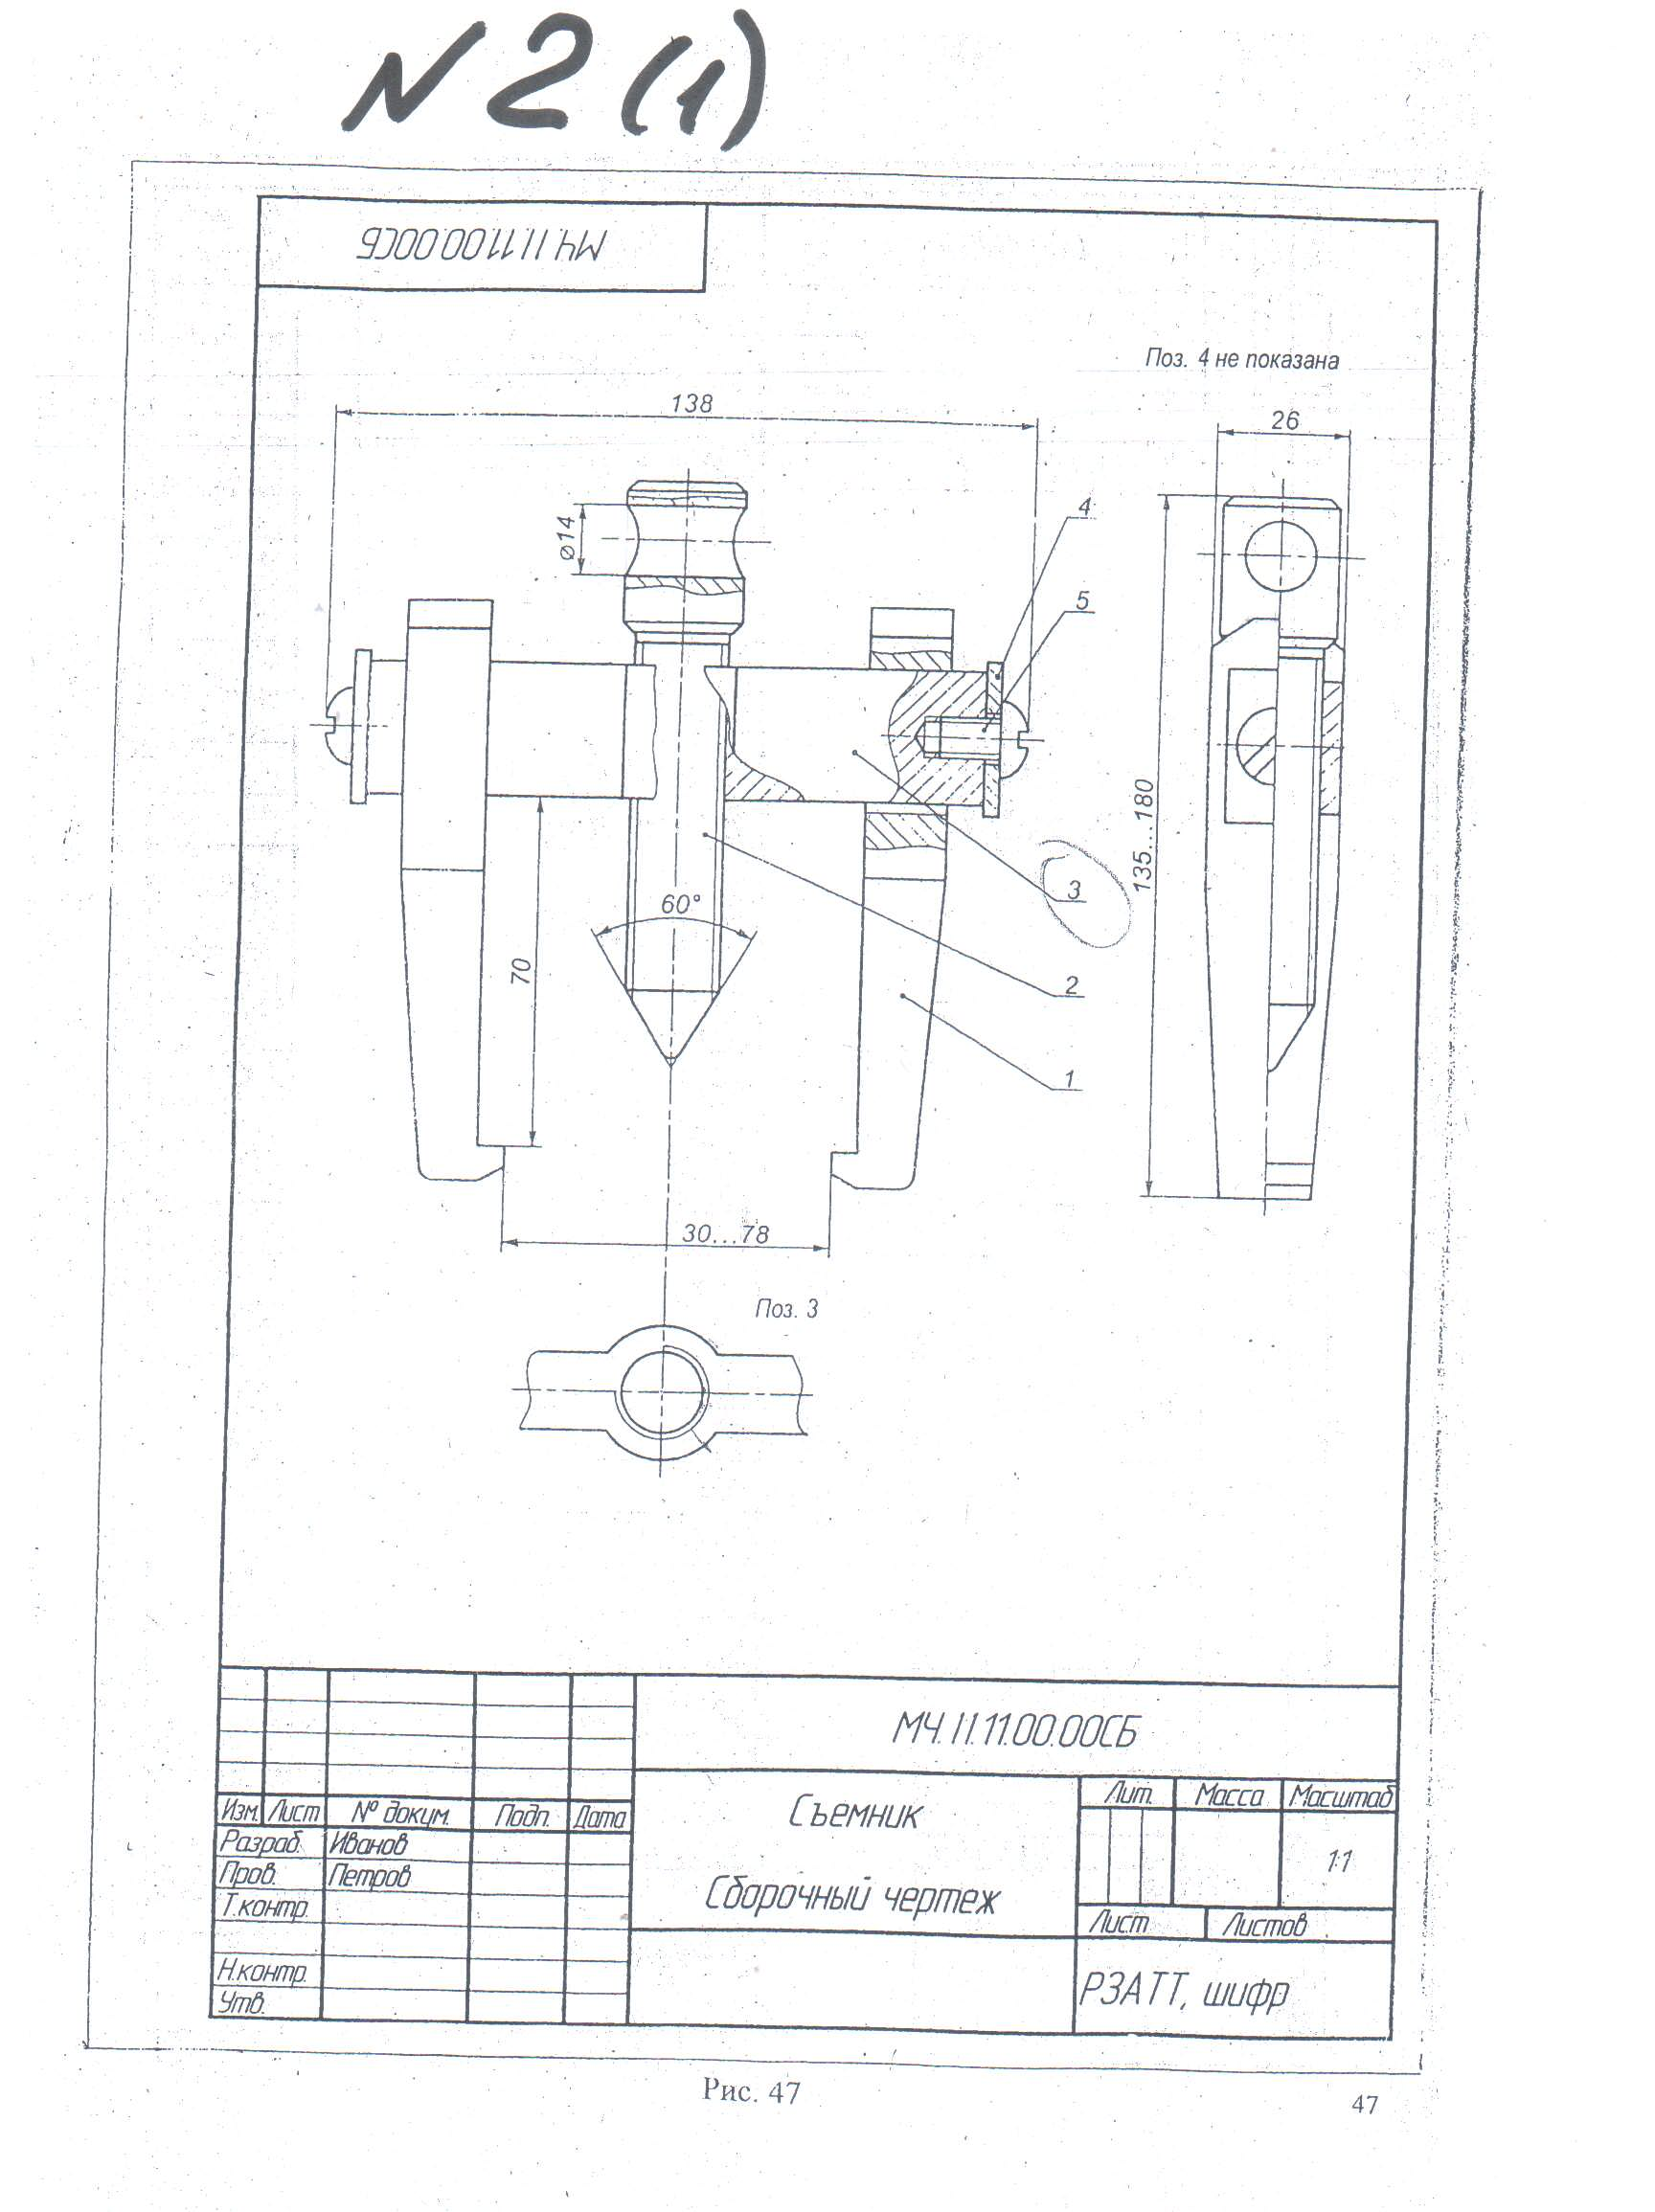 N 2 (1)
МЧ.11.11.00.00СБ
Поз. 4 не показана
138
26
⌀14
4
5
135...180
3
60°
70
2
1
30...78
Поз. 3
МЧ.11.11.00.00СБ
Лит. Масса Масштаб
Изм. Лист № докум. Подп. Дата
Съемник
Разраб. Иванов
Пров. Петров
1:1
Т.контр.
Сборочный чертеж
Лист Листов
Н.контр.
Утв.
РЗАТТ, шифр
Рис. 47
47